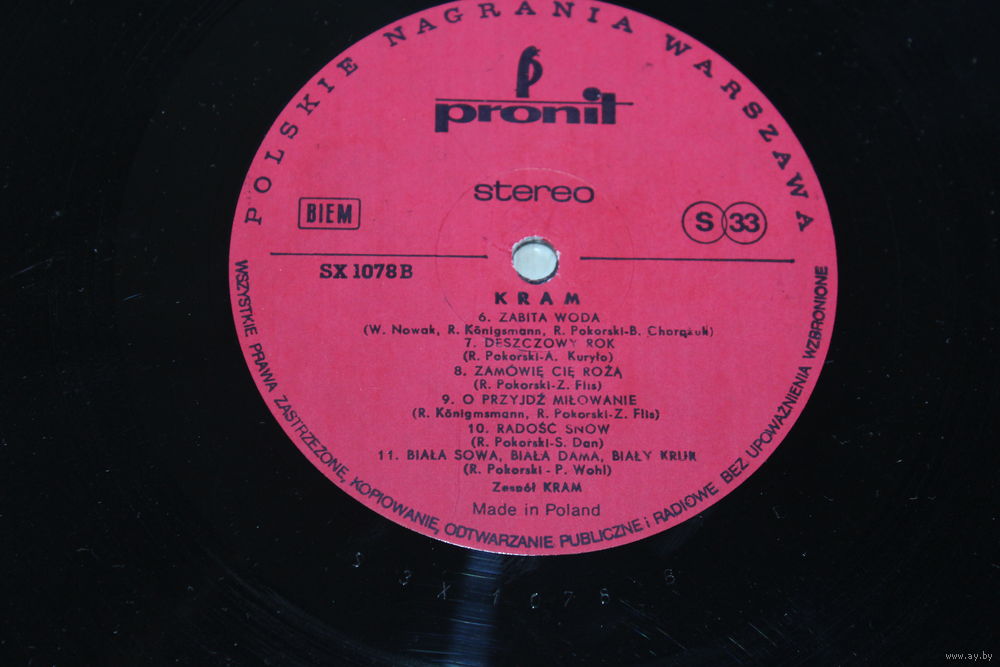 POLSKIE NAGRANIA WARSZAWA
pronit
stereo
BIEM
S 33
SX 1078 B
KRAM
6. ZABITA WODA
(W. Nowak, R. Königsmann, R. Pokorski-B. Chorążuk)
7. DESZCZOWY ROK
(R. Pokorski-A. Kuryło)
8. ZAMÓWIĘ CIĘ RÓŻĄ
(R. Pokorski-Z. Flis)
9. O PRZYJDŹ MIŁOWANIE
(R. Königmsmann, R. Pokorski-Z. Flis)
10. RADOŚĆ SNÓW
(R. Pokorski-S. Dan)
11. BIAŁA SOWA, BIAŁA DAMA, BIAŁY KRUK
(R. Pokorski - P. Wohl)
Zespół KRAM
Made in Poland
WSZYSTKIE PRAWA ZASTRZEŻONE, KOPIOWANIE, ODTWARZANIE PUBLICZNE i RADIOWE BEZ UPOWAŻNIENIA WZBRONIONE
www.ay.by